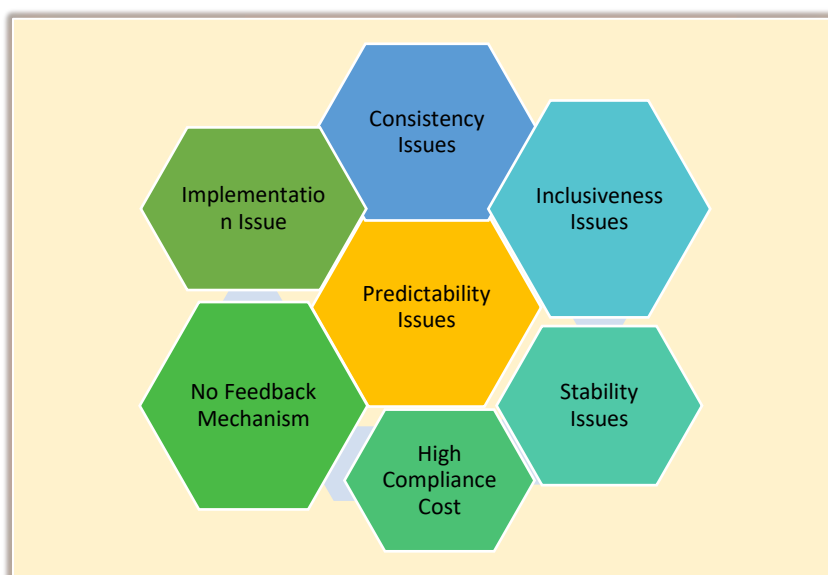 Consistency
Issues
Implementatio
n Issue
Inclusiveness
Issues
Predictability
Issues
No Feedback
Mechanism
Stability
Issues
High
Compliance
Cost